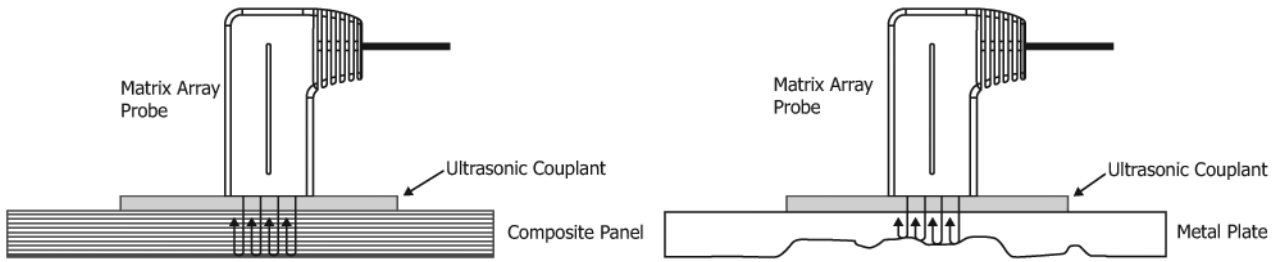 Matrix Array
Probe
Ultrasonic Couplant
Composite Panel
Matrix Array
Probe
Ultrasonic Couplant
Metal Plate